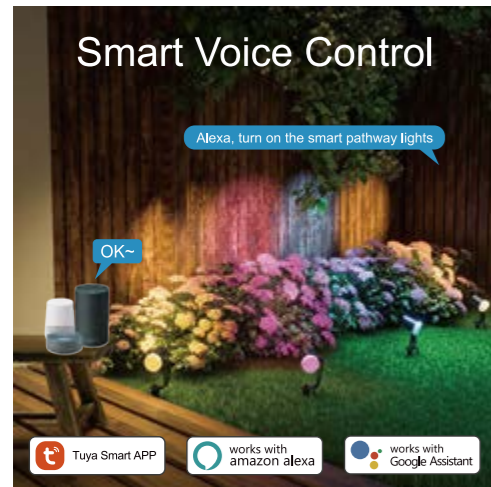 Smart Voice Control
Alexa, turn on the smart pathway lights
OK~
Tuya Smart APP
works with
amazon alexa
works with
Google Assistant